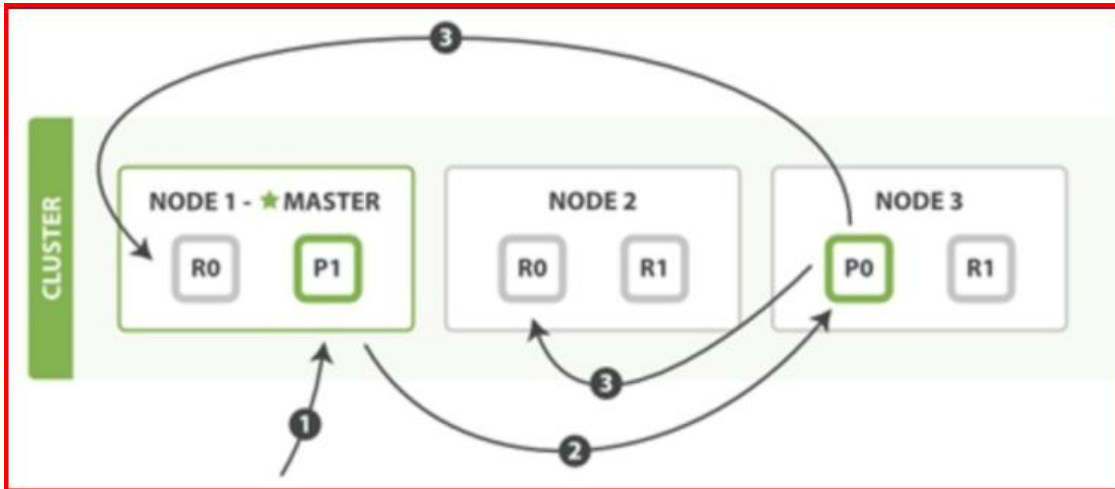 3
CLUSTER
NODE 1 - ★ MASTER
R0
P1
NODE 2
R0
R1
NODE 3
P0
R1
3
1
2